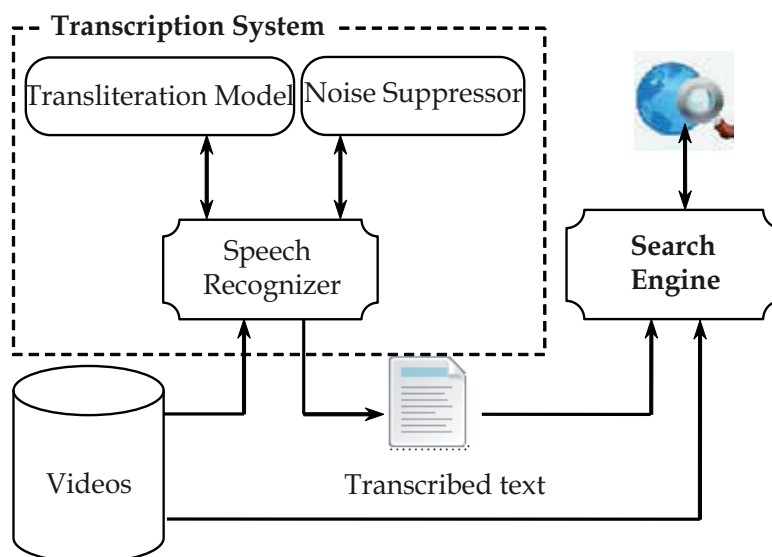 Transcription System
Transliteration Model
Noise Suppressor
Speech
Recognizer
Search
Engine
Videos
Transcribed text